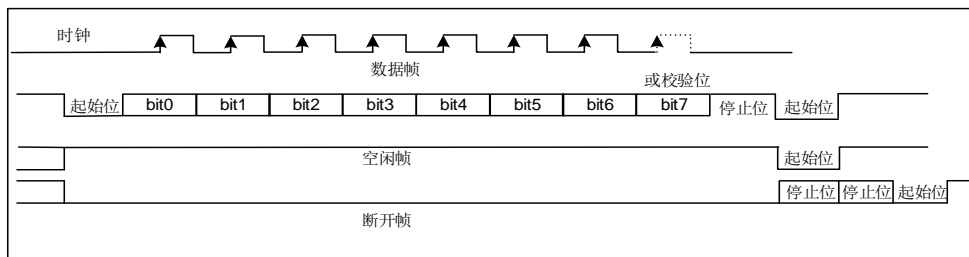 时钟
数据帧
或校验位
起始位 bit0 bit1 bit2 bit3 bit4 bit5 bit6 bit7 停止位 起始位
空闲帧 起始位
停止位 停止位 起始位
断开帧